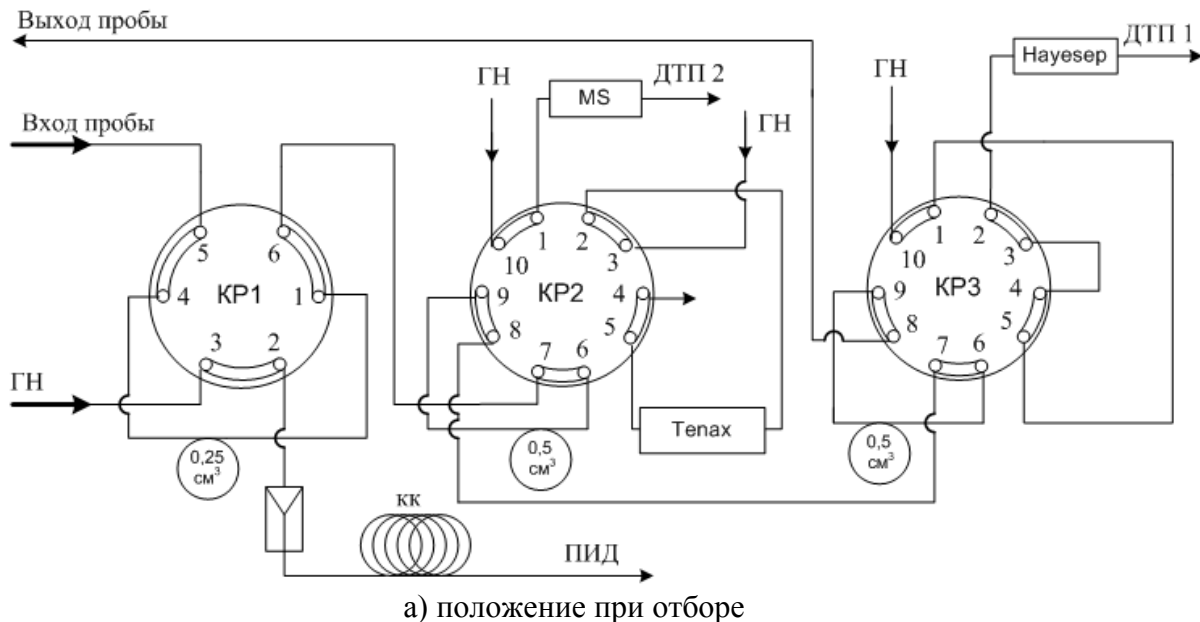 Выход пробы
ДТП 1
Hayesep
ГН
ДТП 2
ГН
MS
Вход пробы
ГН
5
6
4
КР1
1
3
2
1
2
10
3
9
КР2
4
8
5
7
6
1
2
10
3
9
КР3
4
8
5
7
6
ГН
0,25
см³
0,5
см³
Tenax
0,5
см³
кк
ПИД
а) положение при отборе